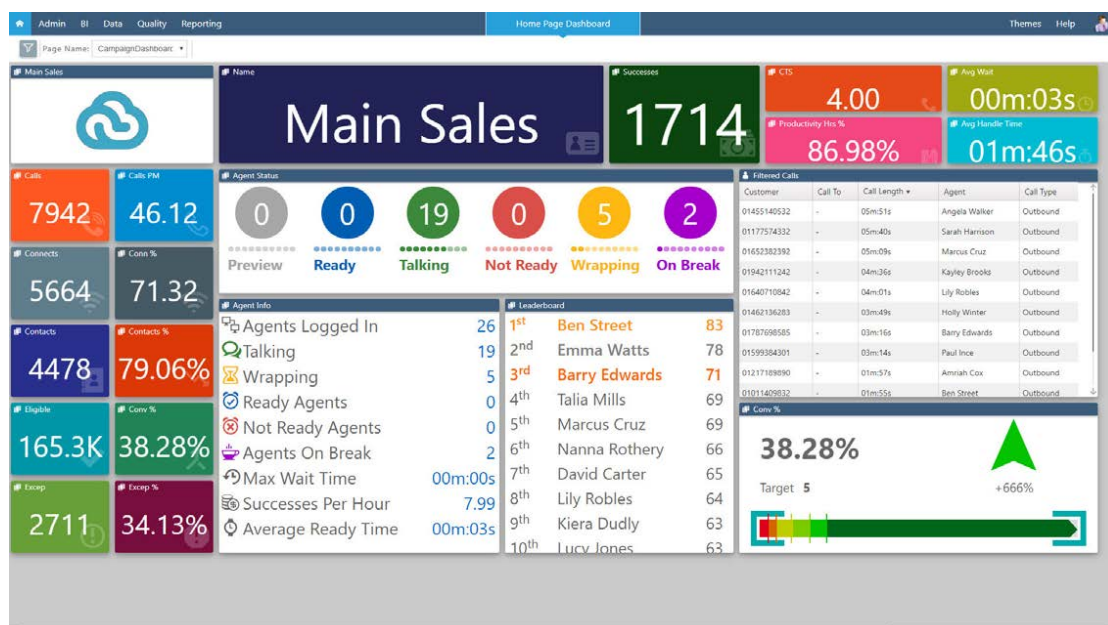 Admin BI Data Quality Reporting Home Page Dashboard Themes Help
Page Name: CampaignDashboard
Main Sales
Name
Main Sales
Successes
1714
CTS
4.00
Avg Wait
00m:03s
Productivity Hrs %
86.98%
Avg Handle Time
01m:46s
Calls
7942
Calls PM
46.12
Connects
5664
Conn %
71.32
Contacts
4478
Contacts %
79.06%
Eligible
165.3K
Conv %
38.28%
Excep
2711
Excep %
34.13%
Agent Status
0 0 19 0 5 2
Preview Ready Talking Not Ready Wrapping On Break
Agent Info
Agents Logged In 26
Talking 19
Wrapping 5
Ready Agents 0
Not Ready Agents 0
Agents On Break 2
Max Wait Time 00m:00s
Successes Per Hour 7.99
Average Ready Time 00m:03s
Leaderboard
1st Ben Street 83
2nd Emma Watts 78
3rd Barry Edwards 71
4th Talia Mills 69
5th Marcus Cruz 69
6th Nanna Rothery 66
7th David Carter 65
8th Lily Robles 64
9th Kiera Dudly 63
10th Lucy Jones 63
Filtered Calls
Customer Call To Call Length Agent Call Type
01455140532 - 05m:51s Angela Walker Outbound
01177574332 - 05m:40s Sarah Harrison Outbound
01652382392 - 05m:09s Marcus Cruz Outbound
01942111242 - 04m:36s Kayley Brooks Outbound
01640710842 - 04m:01s Lily Robles Outbound
01462136283 - 03m:49s Holly Winter Outbound
01787698585 - 03m:16s Barry Edwards Outbound
01599384301 - 03m:14s Paul Ince Outbound
01217189890 - 01m:57s Amriah Cox Outbound
01011409832 - 01m:55s Ben Street Outbound
Conv %
38.28%
Target 5
+666%